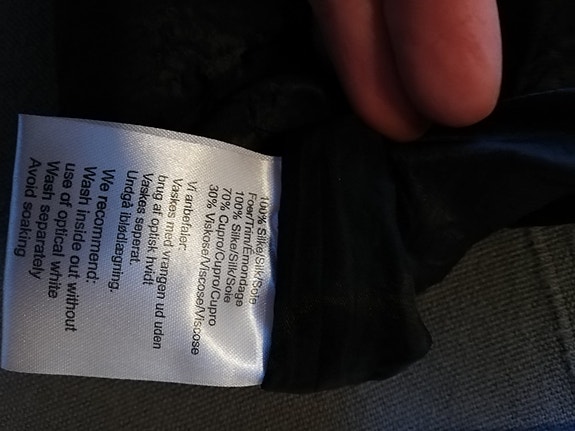 100% Silke/Silk/Soie
Foer/Trim/Emondage
100% Silke/Silk/Soie
70% Cupro/Cupro/Cupro
30% Viskose/Viscose/Viscose
Vi anbefaler:
Vaskes med vrangen ud uden
brug af optisk hvidt
Vaskes seperat.
Undgå iblødlægning.
We recommend:
Wash inside out without
use of optical white
Wash separately
Avoid soaking